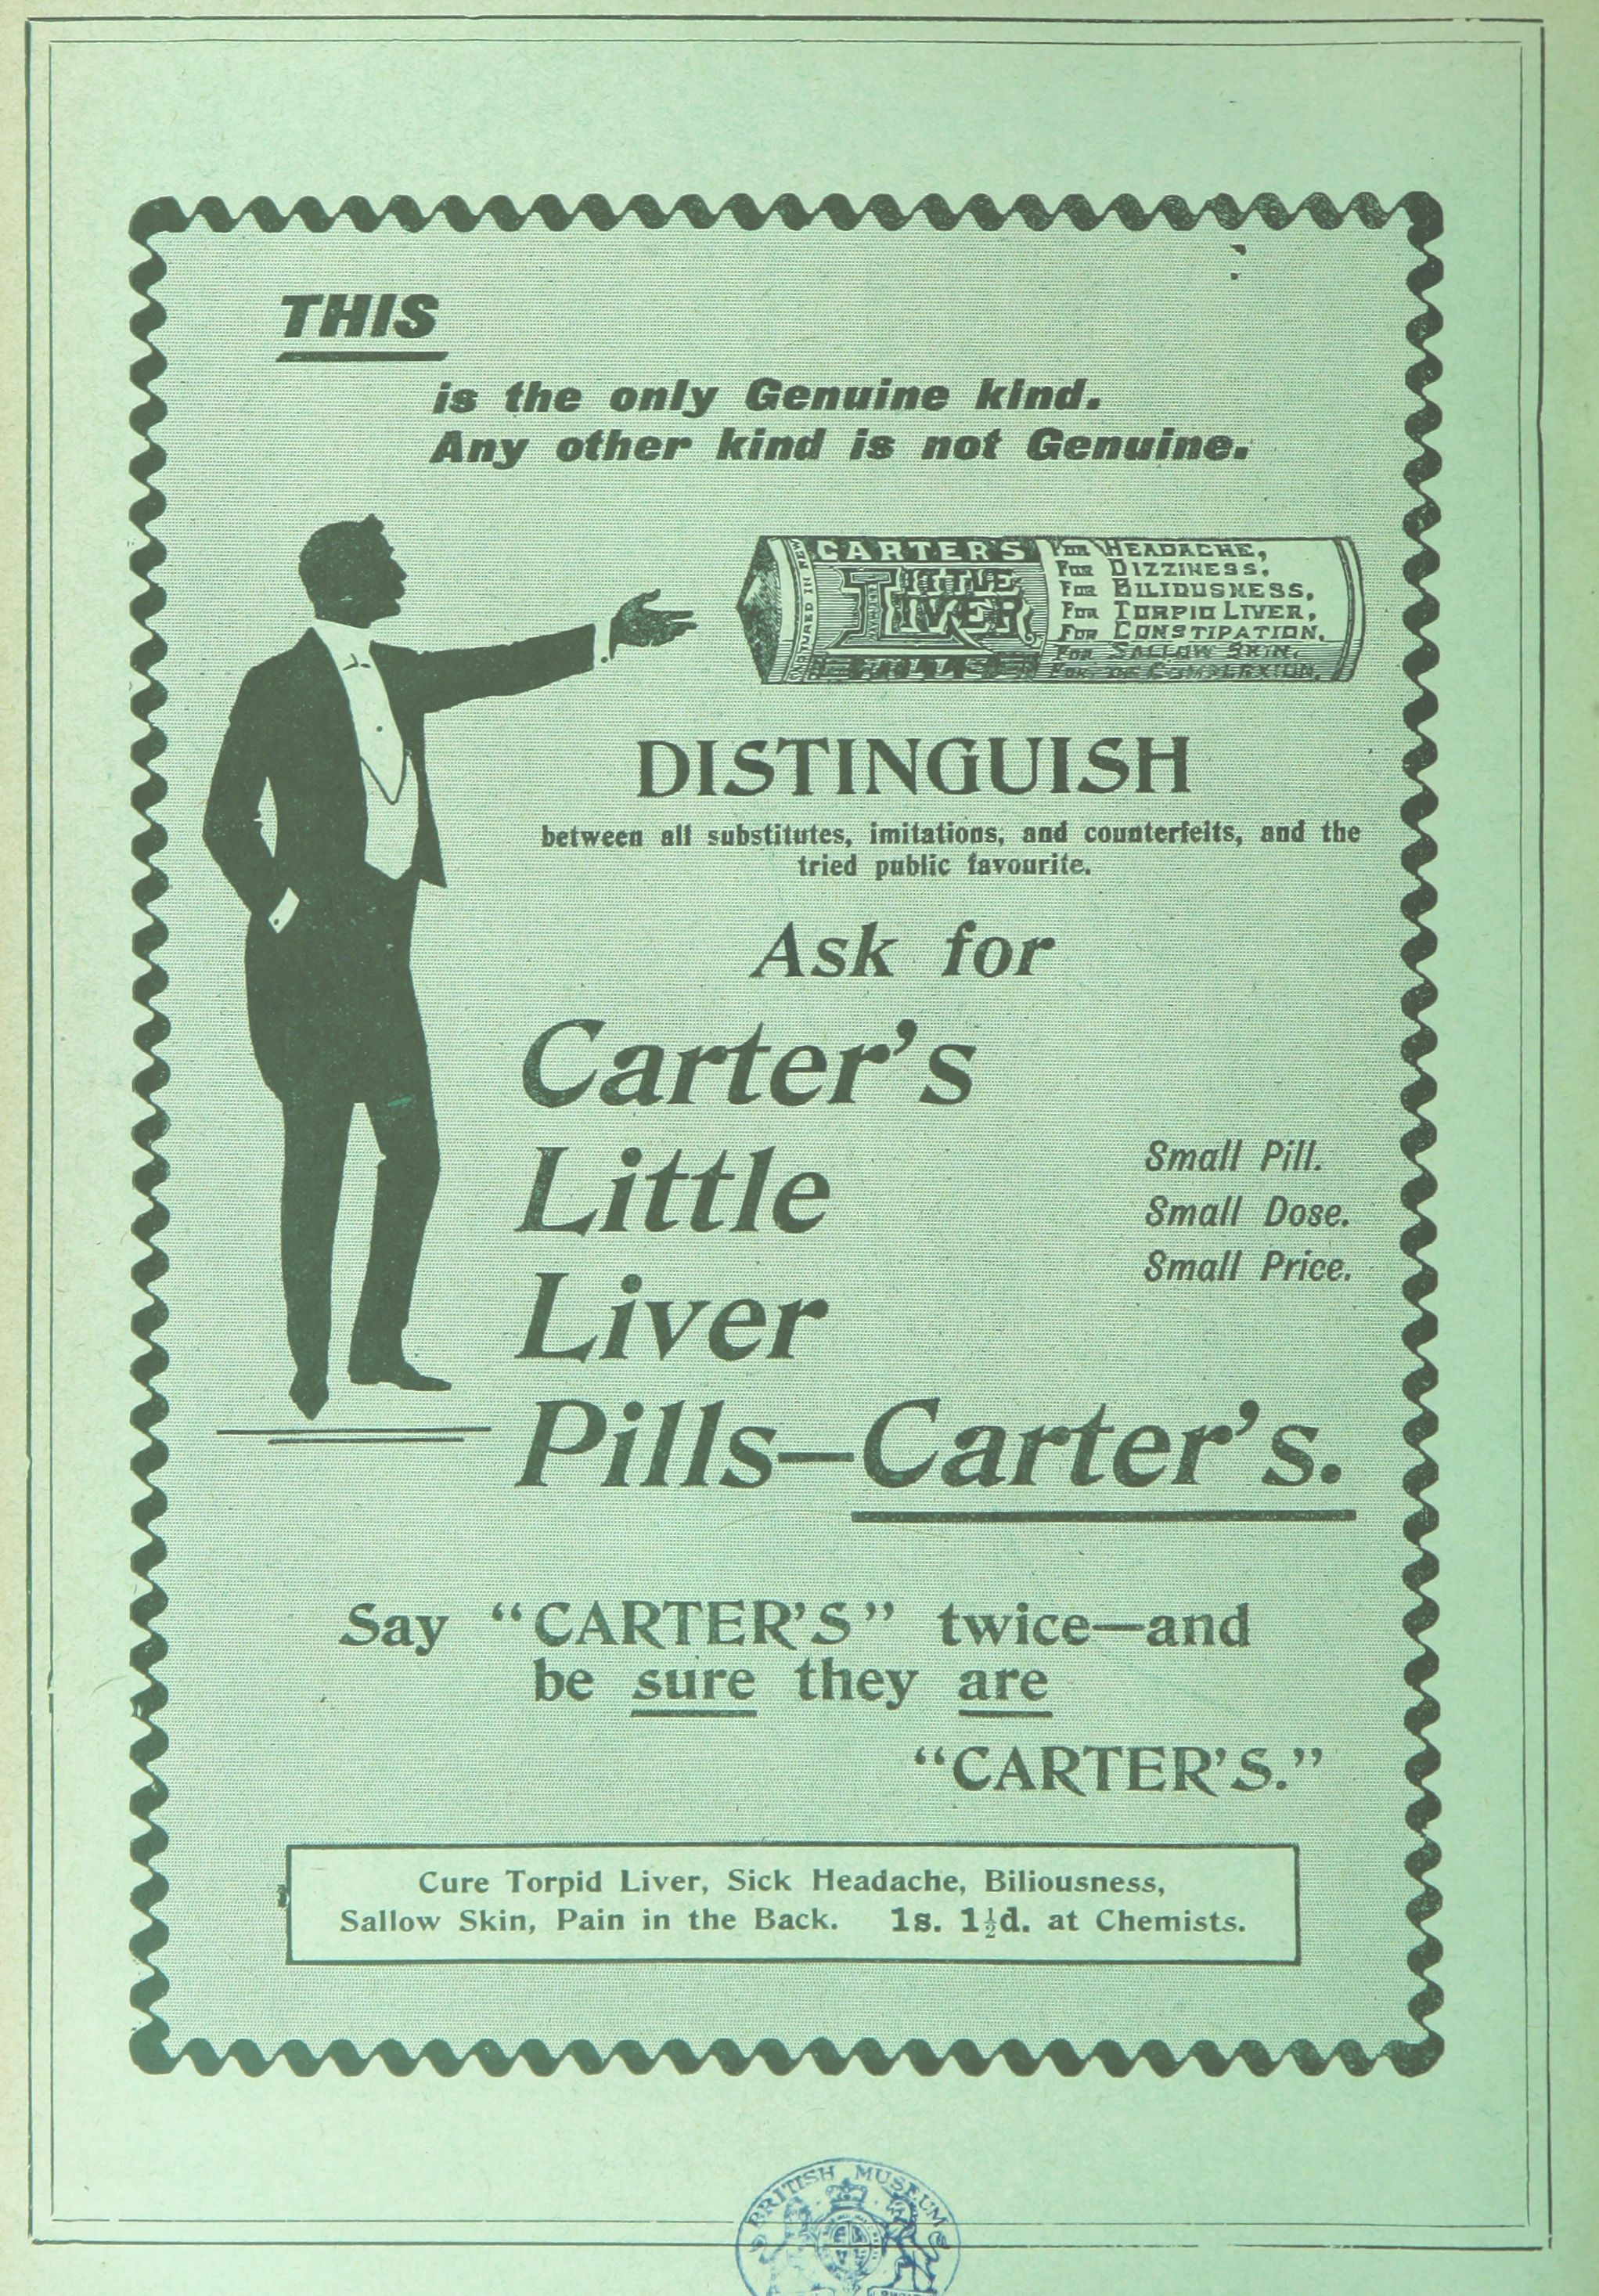 THIS
is the only Genuine kind.
Any other kind is not Genuine.
CARTER'S
LITTLE
LIVER
PILLS
For HEADACHE,
For DIZZINESS,
For BILIOUSNESS,
For TORPID LIVER,
For CONSTIPATION,
For SALLOW SKIN,
For THE COMPLEXION.
DISTINGUISH
between all substitutes, imitations, and counterfeits, and the
tried public favourite.
Ask for
Carter's
Little
Liver
Pills—Carter's.
Small Pill.
Small Dose.
Small Price.
Say “CARTER'S” twice—and
be sure they are
“CARTER'S.”
Cure Torpid Liver, Sick Headache, Biliousness,
Sallow Skin, Pain in the Back. 1s. 1½d. at Chemists.
BRITISH MUSEUM